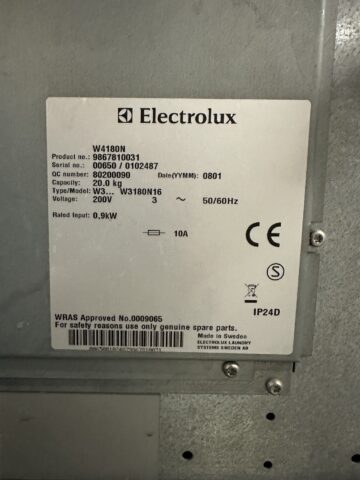 Electrolux
W4180N
Product no.: 9867810031
Serial no.: 00650 / 0102487
QC number: 80200090 Date(YYMM): 0801
Capacity: 20.0 kg
Type/Model: W3... W3180N16
Voltage: 200V 3 ~ 50/60Hz
Rated Input: 0,9kW
10A
CE
S
IP24D
WRAS Approved No.0009065
For safety reasons use only genuine spare parts.
Made in Sweden
ELECTROLUX LAUNDRY
SYSTEMS SWEDEN AB